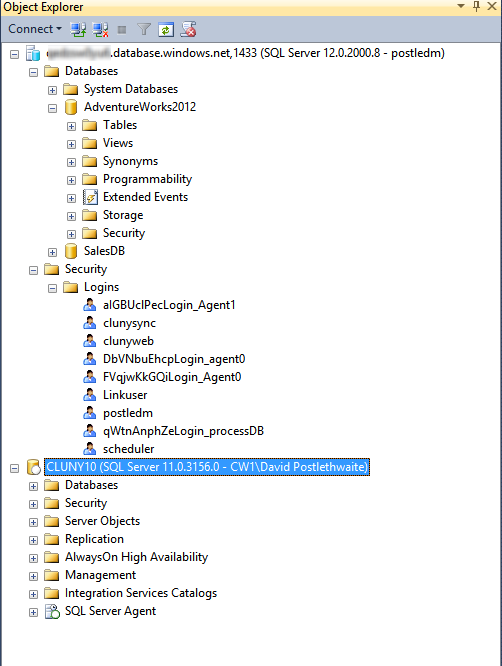 Object Explorer
Connect
.database.windows.net,1433 (SQL Server 12.0.2000.8 - postledm)
Databases
System Databases
AdventureWorks2012
Tables
Views
Synonyms
Programmability
Extended Events
Storage
Security
SalesDB
Security
Logins
alGBUclPecLogin_Agent1
clunysync
clunyweb
DbVNbuEhcpLogin_agent0
FVqjwKkGQiLogin_Agent0
Linkuser
postledm
qWtnAnphZeLogin_processDB
scheduler
CLUNY10 (SQL Server 11.0.3156.0 - CW1\David Postlethwaite)
Databases
Security
Server Objects
Replication
AlwaysOn High Availability
Management
Integration Services Catalogs
SQL Server Agent